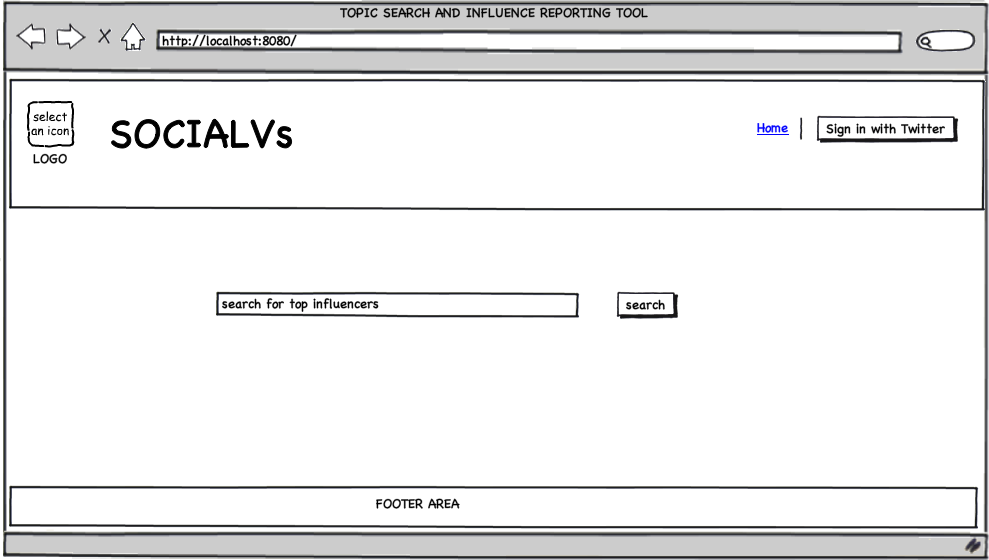 TOPIC SEARCH AND INFLUENCE REPORTING TOOL
http://localhost:8080/
select
an icon
LOGO
SOCIALVs
Home
Sign in with Twitter
search for top influencers
search
FOOTER AREA